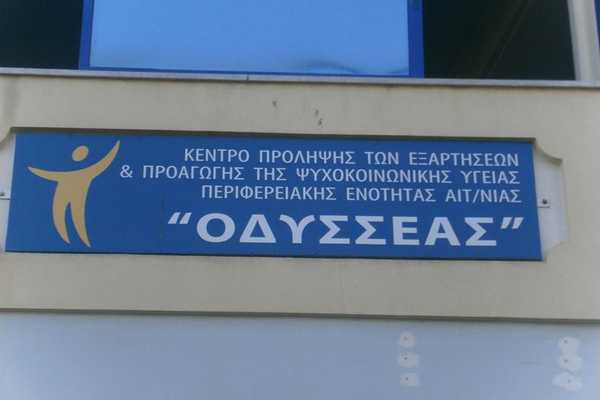 ΚΕΝΤΡΟ ΠΡΟΛΗΨΗΣ ΤΩΝ ΕΞΑΡΤΗΣΕΩΝ
& ΠΡΟΑΓΩΓΗΣ ΤΗΣ ΨΥΧΟΚΟΙΝΩΝΙΚΗΣ ΥΓΕΙΑΣ
ΠΕΡΙΦΕΡΕΙΑΚΗΣ ΕΝΟΤΗΤΑΣ ΑΙΤ/ΝΙΑΣ
“ΟΔΥΣΣΕΑΣ”